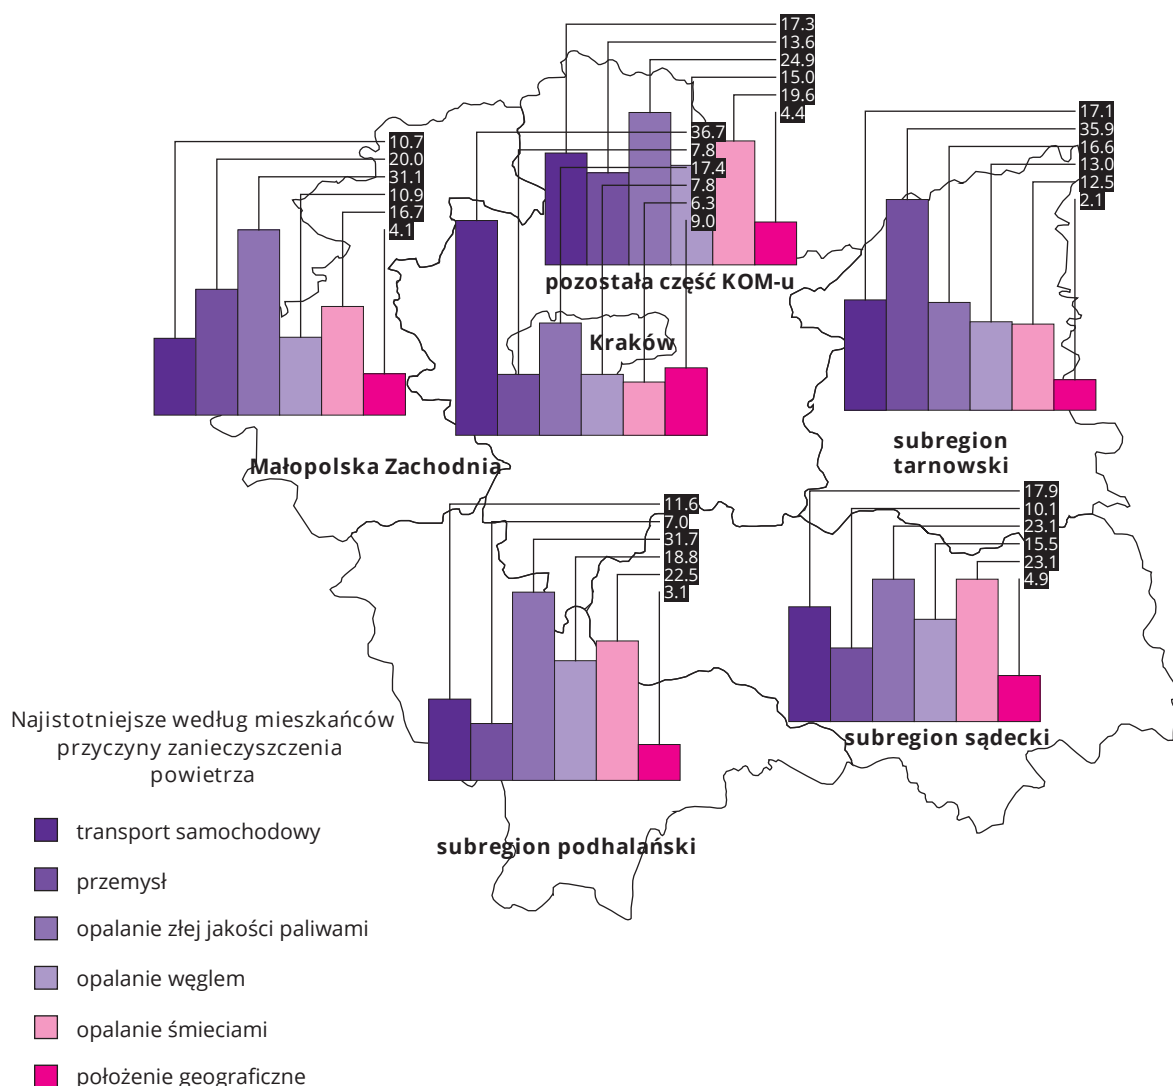 17.3
13.6
24.9
15.0
19.6
4.4
pozostała część KOM-u
10.7
20.0
31.1
10.9
16.7
4.1
Małopolska Zachodnia
36.7
7.8
17.4
7.8
6.3
9.0
Kraków
17.1
35.9
16.6
13.0
12.5
2.1
subregion
tarnowski
11.6
7.0
31.7
18.8
22.5
3.1
subregion podhalański
17.9
10.1
23.1
15.5
23.1
4.9
subregion sądecki
Najistotniejsze według mieszkańców
przyczyny zanieczyszczenia
powietrza
transport samochodowy
przemysł
opalanie złej jakości paliwami
opalanie węglem
opalanie śmieciami
położenie geograficzne